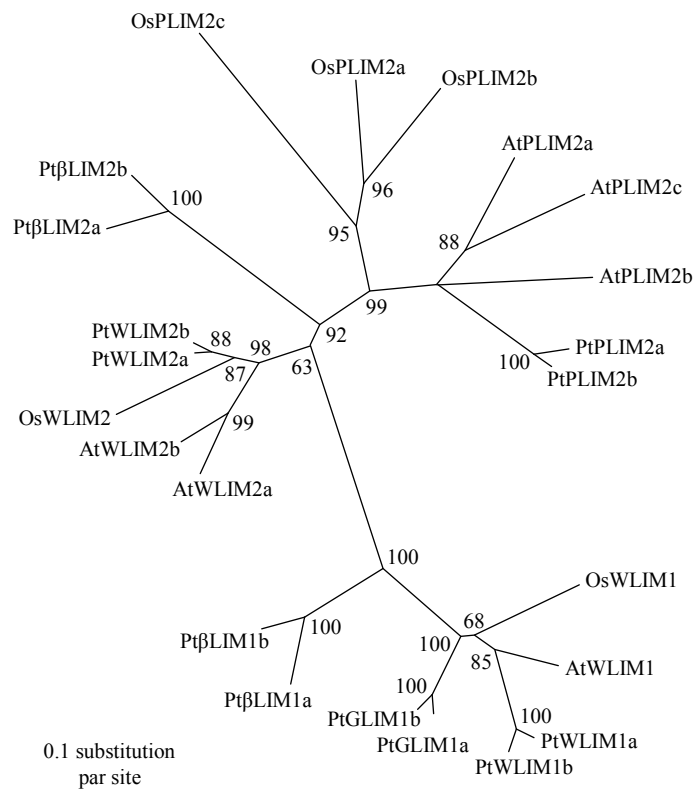 OsPLIM2c
OsPLIM2a
OsPLIM2b
AtPLIM2a
PtβLIM2b
AtPLIM2c
100
96
PtβLIM2a
95
88
AtPLIM2b
99
PtWLIM2b
92
88
98
PtPLIM2a
PtWLIM2a
63
100
87
PtPLIM2b
OsWLIM2
99
AtWLIM2b
AtWLIM2a
100
OsWLIM1
68
100
PtβLIM1b
100
85
AtWLIM1
100
PtβLIM1a
PtGLIM1b
100
PtGLIM1a
PtWLIM1a
PtWLIM1b
0.1 substitution
par site